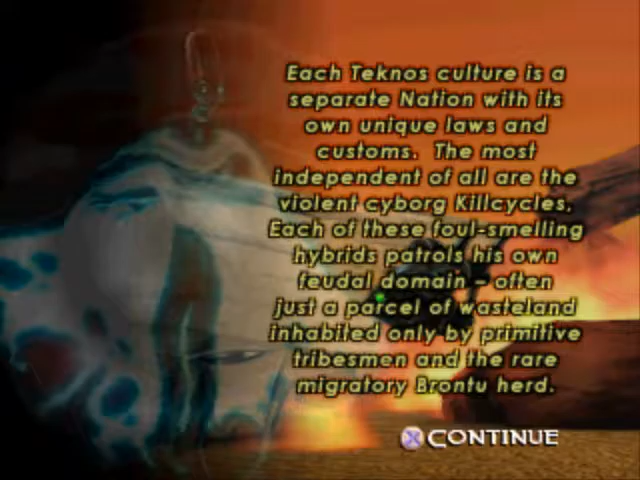 Each Teknos culture is a
separate Nation with its
own unique laws and
customs. The most
independent of all are the
violent cyborg Killcycles.
Each of these foul-smelling
hybrids patrols his own
feudal domain - often
just a parcel of wasteland
inhabited only by primitive
tribesmen and the rare
migratory Brontu herd.
CONTINUE